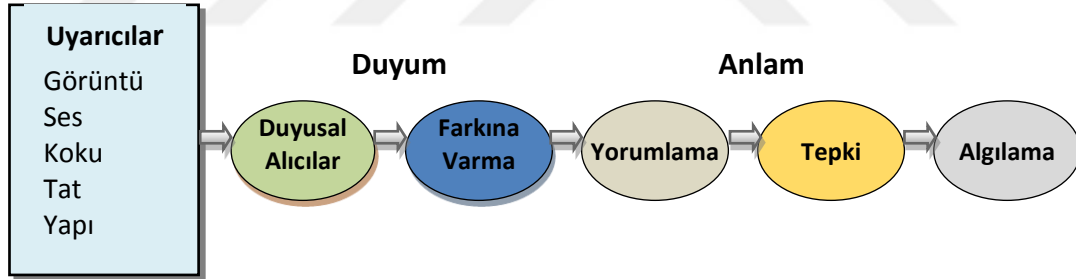 Uyarıcılar
Görüntü
Ses
Koku
Tat
Yapı
Duyum
Anlam
Duyusal
Alıcılar
Farkına
Varma
Yorumlama
Tepki
Algılama